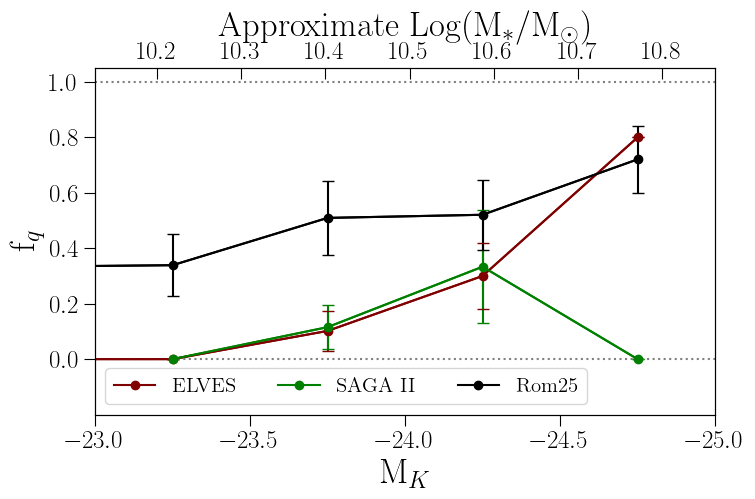 Approximate Log(M*/M⊙)
10.2 10.3 10.4 10.5 10.6 10.7 10.8
1.0
0.8
0.6
0.4
0.2
0.0
f_q
ELVES SAGA II Rom25
−23.0 −23.5 −24.0 −24.5 −25.0
M_K